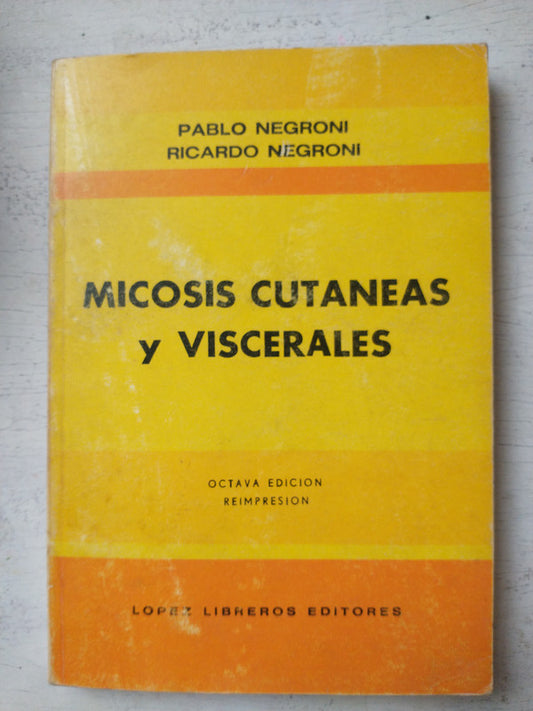 PABLO NEGRONI
RICARDO NEGRONI
MICOSIS CUTANEAS
y VISCERALES
OCTAVA EDICION
REIMPRESION
LOPEZ LIBREROS EDITORES